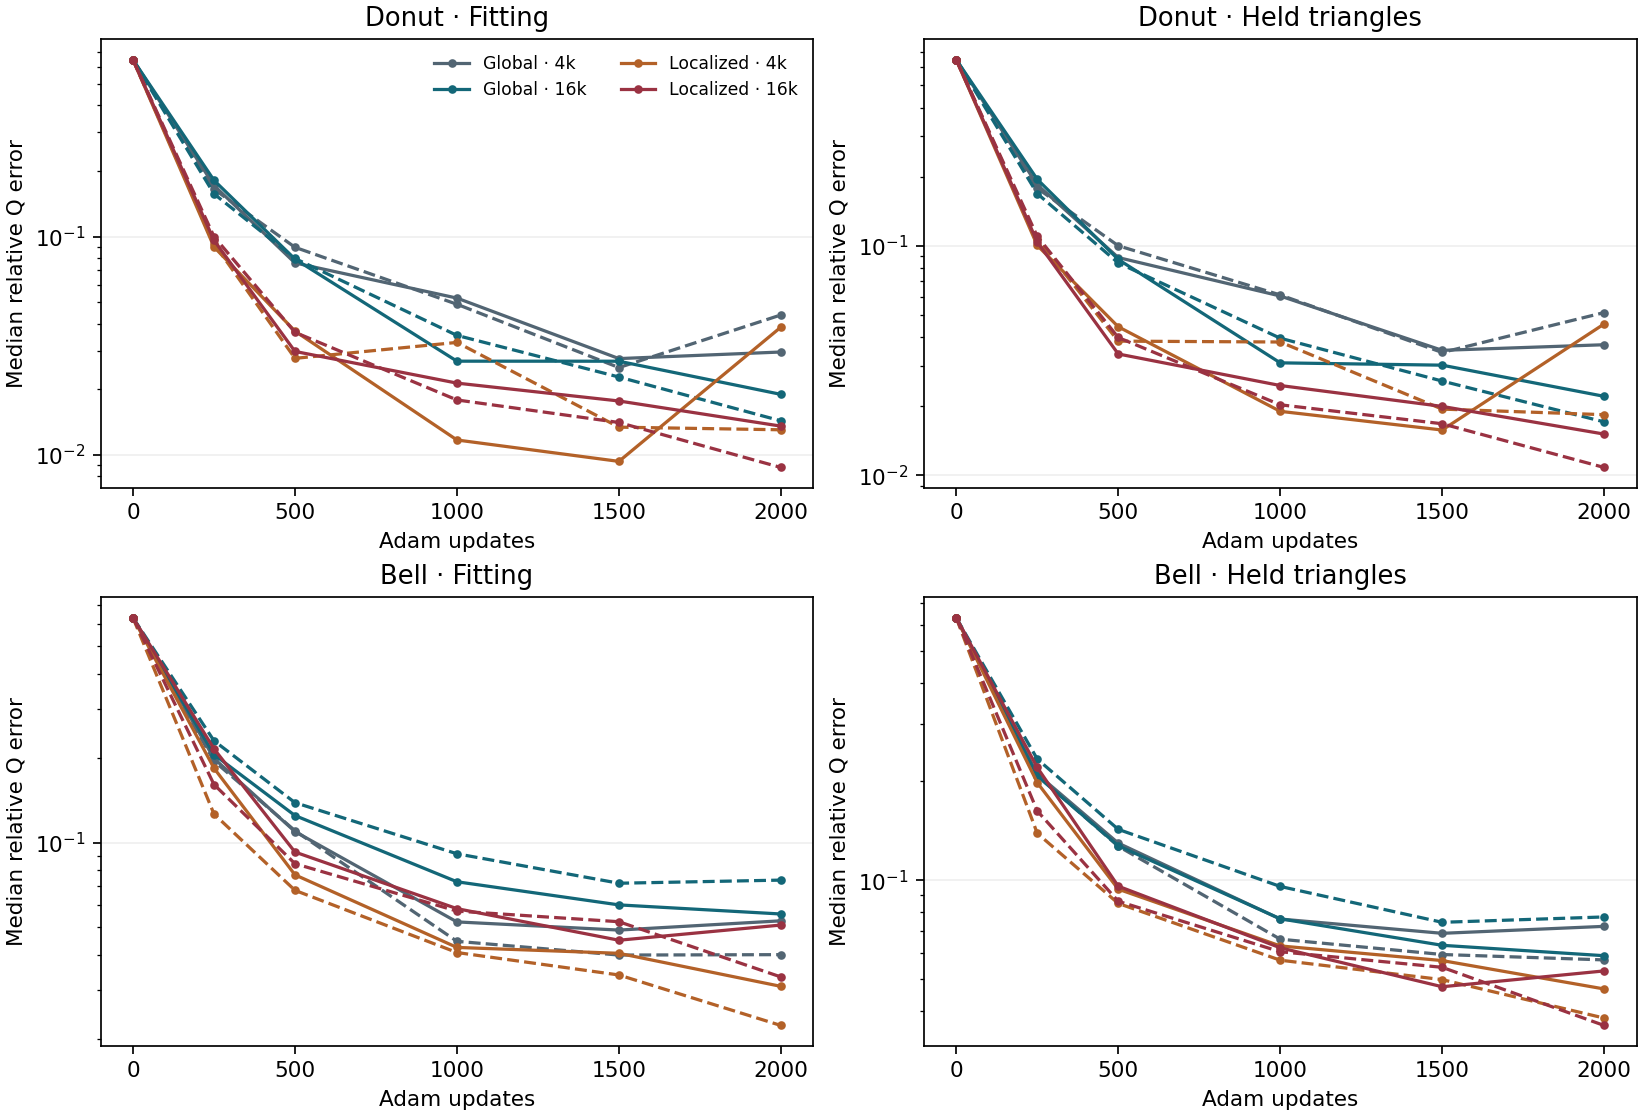 Donut · Fitting
Median relative Q error
10⁻¹
10⁻²
Global · 4k
Global · 16k
Localized · 4k
Localized · 16k
0 500 1000 1500 2000
Adam updates
Donut · Held triangles
Median relative Q error
10⁻¹
10⁻²
0 500 1000 1500 2000
Adam updates
Bell · Fitting
Median relative Q error
10⁻¹
0 500 1000 1500 2000
Adam updates
Bell · Held triangles
Median relative Q error
10⁻¹
0 500 1000 1500 2000
Adam updates